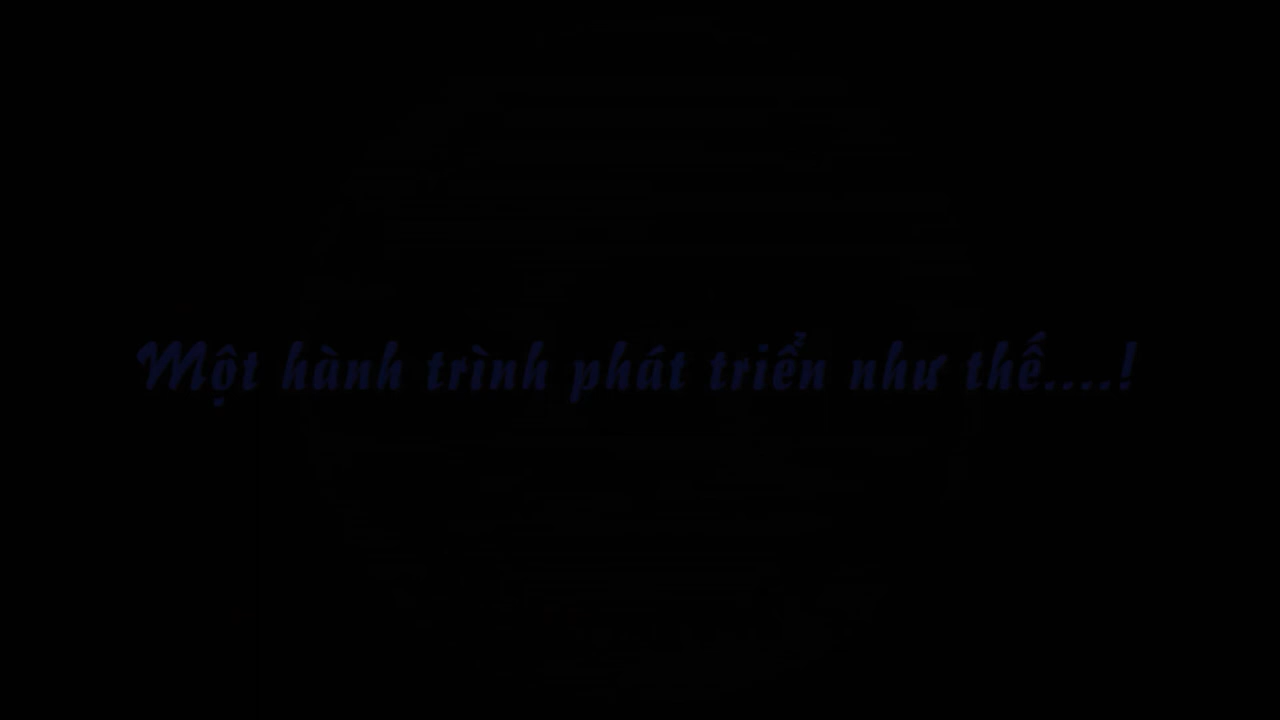 Một hành trình phát triển như thế....!